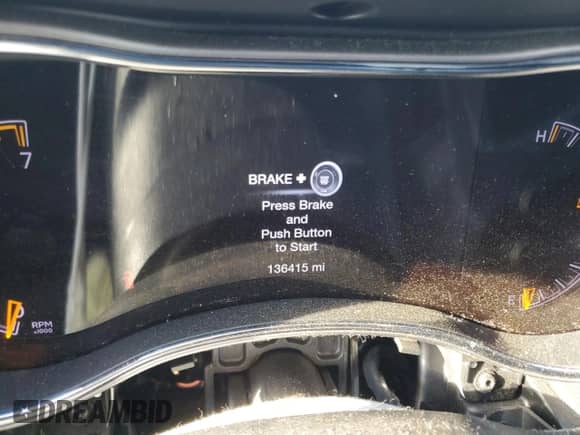 7
H
BRAKE +
Press Brake
and
Push Button
to Start
136415 mi
E
RPM
x1000
DREAMBID